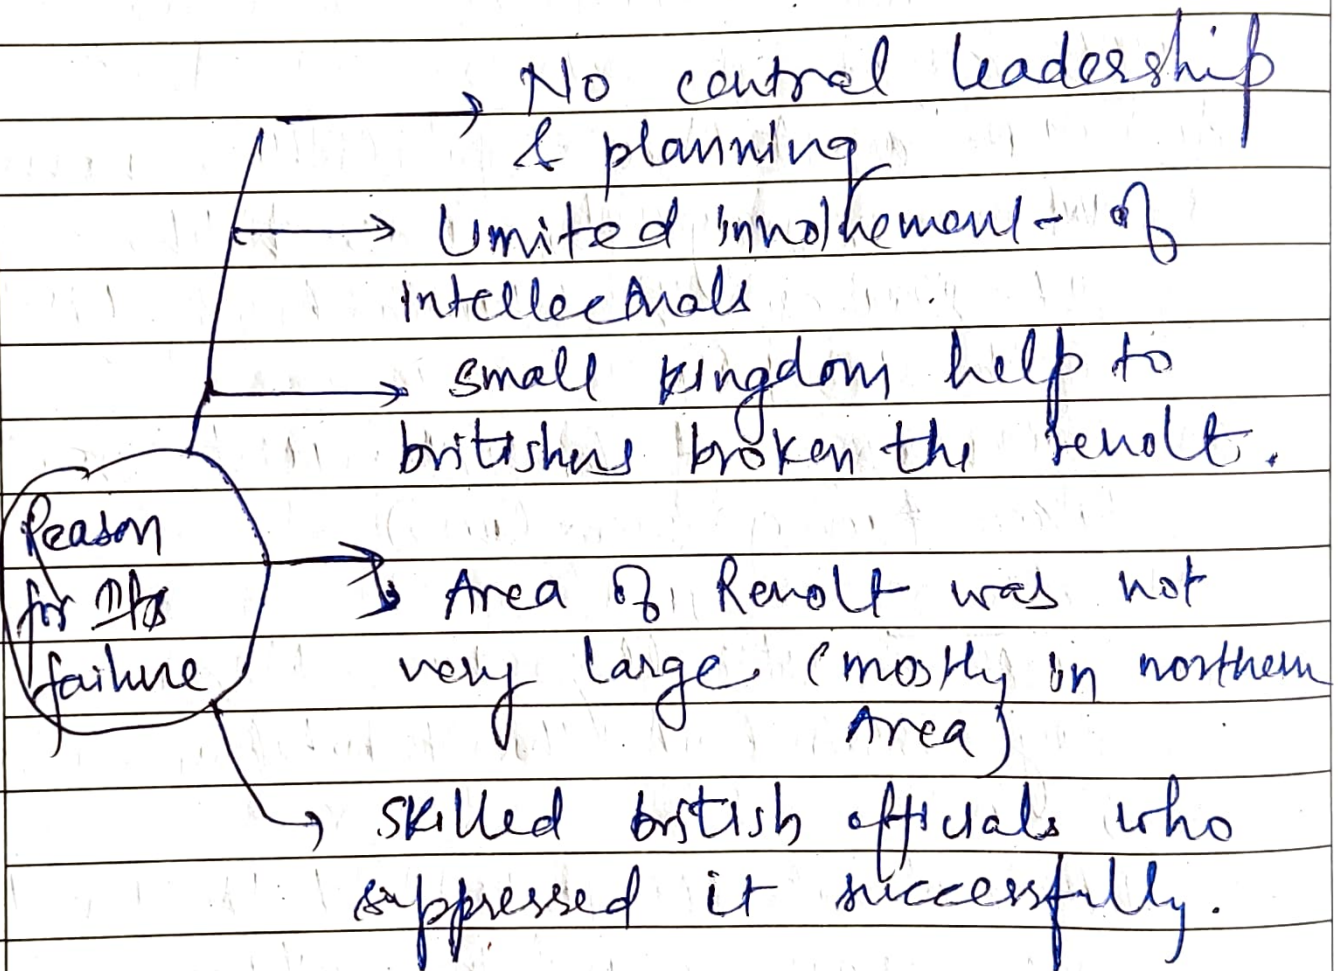 No central leadership
& planning
Limited involvement of
intellectuals
small kingdom help to
britishers broken the revolt.
Reason
for Its
failure
Area of Revolt was not
very large (mostly in northern
Area)
skilled british officials who
suppressed it successfully.